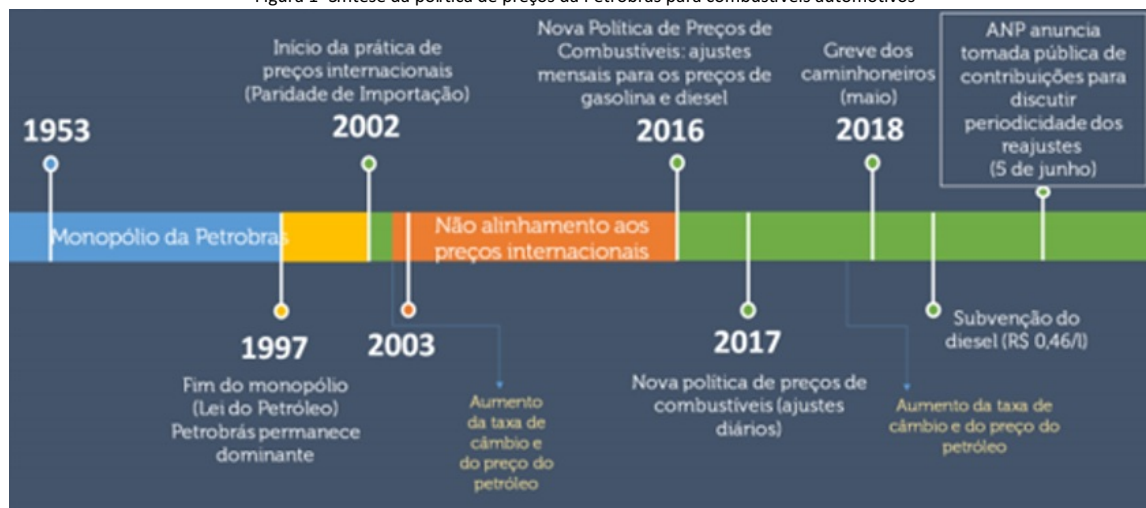 Figura 1- Síntese da política de preços da Petrobras para combustíveis automotivos
1953
Início da prática de
preços internacionais
(Paridade de Importação)
2002
Nova Política de Preços de
Combustíveis: ajustes
mensais para os preços de
gasolina e diesel
2016
Greve dos
caminhoneiros
(maio)
2018
ANP anuncia
tomada pública de
contribuições para
discutir
periodicidade dos
reajustes
(5 de junho)
Monopólio da Petrobras
Não alinhamento aos
preços internacionais
1997
Fim do monopólio
(Lei do Petróleo)
Petrobrás permanece
dominante
2003
Aumento
da taxa de
câmbio e
do preço do
petróleo
2017
Nova política de preços de
combustíveis (ajustes
diários)
Subvenção do
diesel (R$ 0,46/l)
Aumento da taxa de
câmbio e do preço do
petróleo